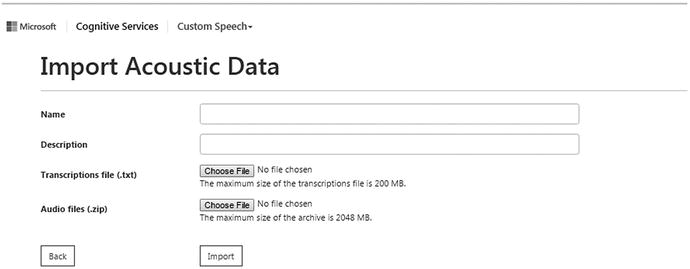 Microsoft Cognitive Services Custom Speech
Import Acoustic Data
Name
Description
Transcriptions file (.txt) Choose File No file chosen
The maximum size of the transcriptions file is 200 MB.
Audio files (.zip) Choose File No file chosen
The maximum size of the archive is 2048 MB.
Back Import